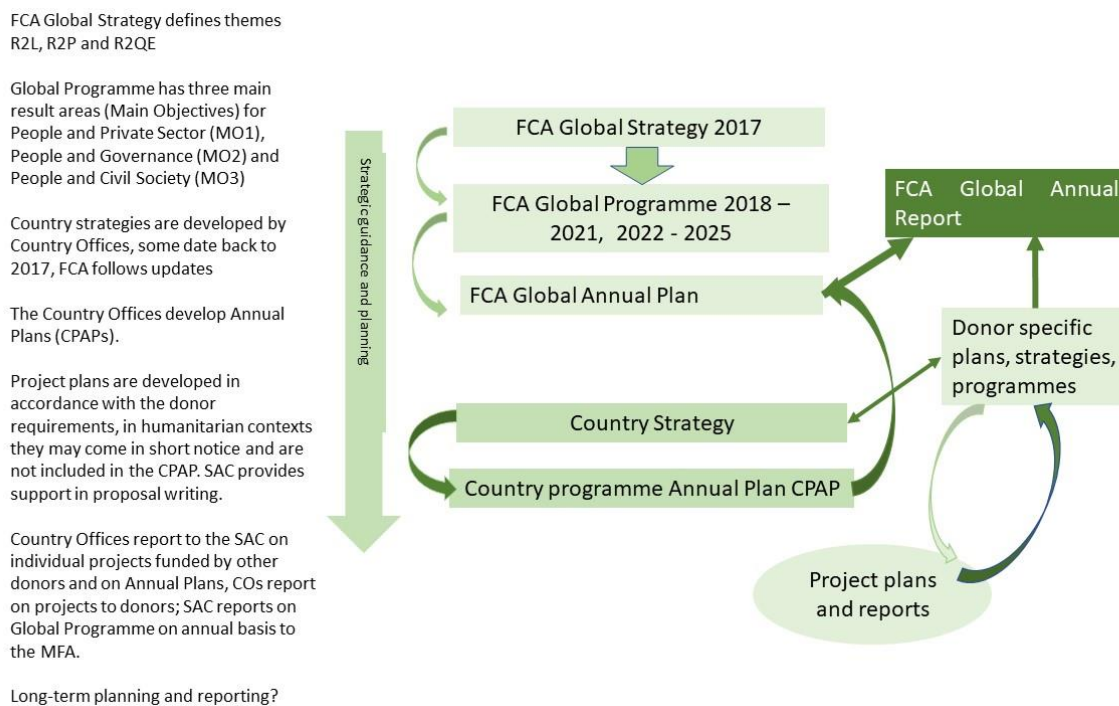 FCA Global Strategy defines themes
R2L, R2P and R2QE
Global Programme has three main
result areas (Main Objectives) for
People and Private Sector (MO1),
People and Governance (MO2) and
People and Civil Society (MO3)
Country strategies are developed by
Country Offices, some date back to
2017, FCA follows updates
The Country Offices develop Annual
Plans (CPAPs).
Project plans are developed in
accordance with the donor
requirements, in humanitarian contexts
they may come in short notice and are
not included in the CPAP. SAC provides
support in proposal writing.
Country Offices report to the SAC on
individual projects funded by other
donors and on Annual Plans, COs report
on projects to donors; SAC reports on
Global Programme on annual basis to
the MFA.
Long-term planning and reporting?
Strategic guidance and planning
FCA Global Strategy 2017
FCA Global Programme 2018 –
2021, 2022 - 2025
FCA Global Annual Plan
Country Strategy
Country programme Annual Plan CPAP
FCA Global Annual
Report
Donor specific
plans, strategies,
programmes
Project plans
and reports